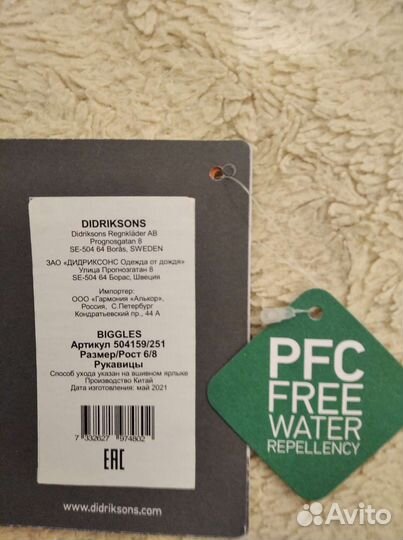 DIDRIKSONS
Didriksons Regnkläder AB
Prognosgatan 8
SE-504 64 Borås, SWEDEN
ЗАО «ДИДРИКСОНС Одежда от дождя»
Улица Прогнозгатан 8
SE-504 64 Борас, Швеция
Импортер:
ООО «Гармония «Алькор»,
Россия, С.Петербург
Кондратьевский пр., 44 А
BIGGLES
Артикул 504159/251
Размер/Рост 6/8
Рукавицы
Способ ухода указан на вшивном ярлыке
Производство Китай
Дата изготовления: май 2021
7 332627 974802
EAC
www.didriksons.com
PFC
FREE
WATER
REPELLENCY
Avito